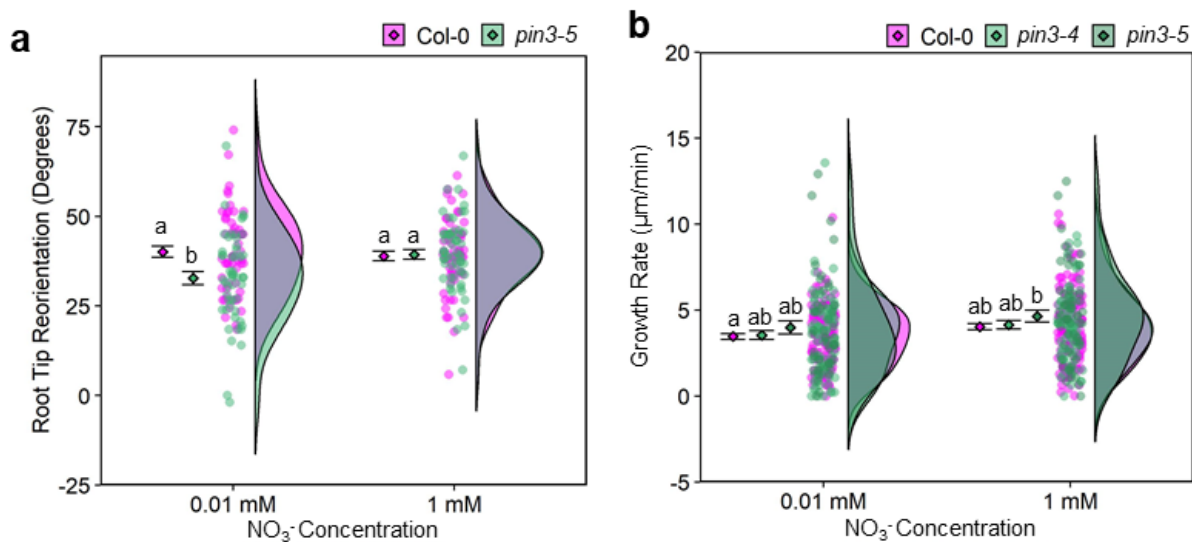 a
Col-0 pin3-5
Root Tip Reorientation (Degrees)
75
50
25
0
-25
a
b
a a
0.01 mM 1 mM
NO₃⁻ Concentration
b
Col-0 pin3-4 pin3-5
Growth Rate (µm/min)
20
15
10
5
0
-5
a ab ab
ab ab b
0.01 mM 1 mM
NO₃⁻ Concentration